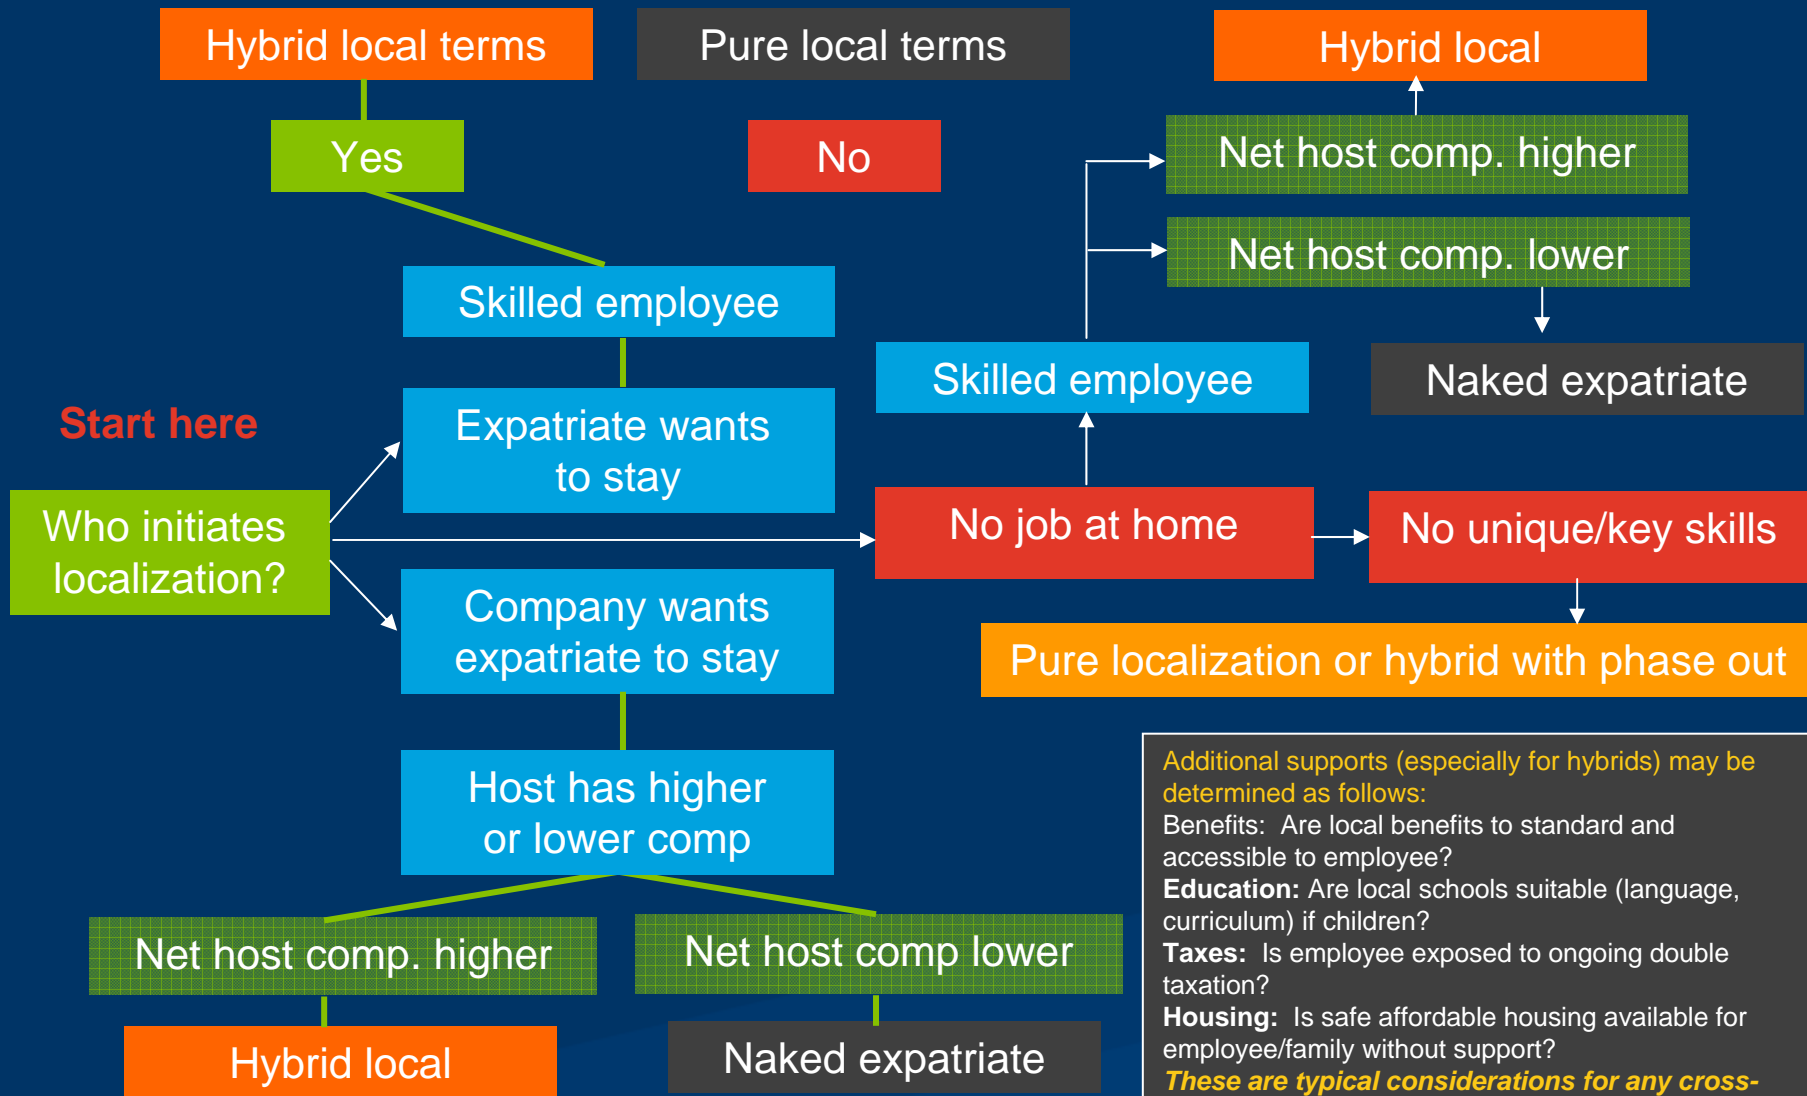 Hybrid local terms
Pure local terms
Hybrid local
Yes
No
Net host comp. higher
Net host comp. lower
Skilled employee
Skilled employee
Naked expatriate
Start here
Expatriate wants
to stay
Who initiates
localization?
No job at home
No unique/key skills
Company wants
expatriate to stay
Pure localization or hybrid with phase out
Host has higher
or lower comp
Net host comp. higher
Net host comp lower
Hybrid local
Naked expatriate
Additional supports (especially for hybrids) may be
determined as follows:
Benefits: Are local benefits to standard and
accessible to employee?
Education: Are local schools suitable (language,
curriculum) if children?
Taxes: Is employee exposed to ongoing double
taxation?
Housing: Is safe affordable housing available for
employee/family without support?
These are typical considerations for any cross-